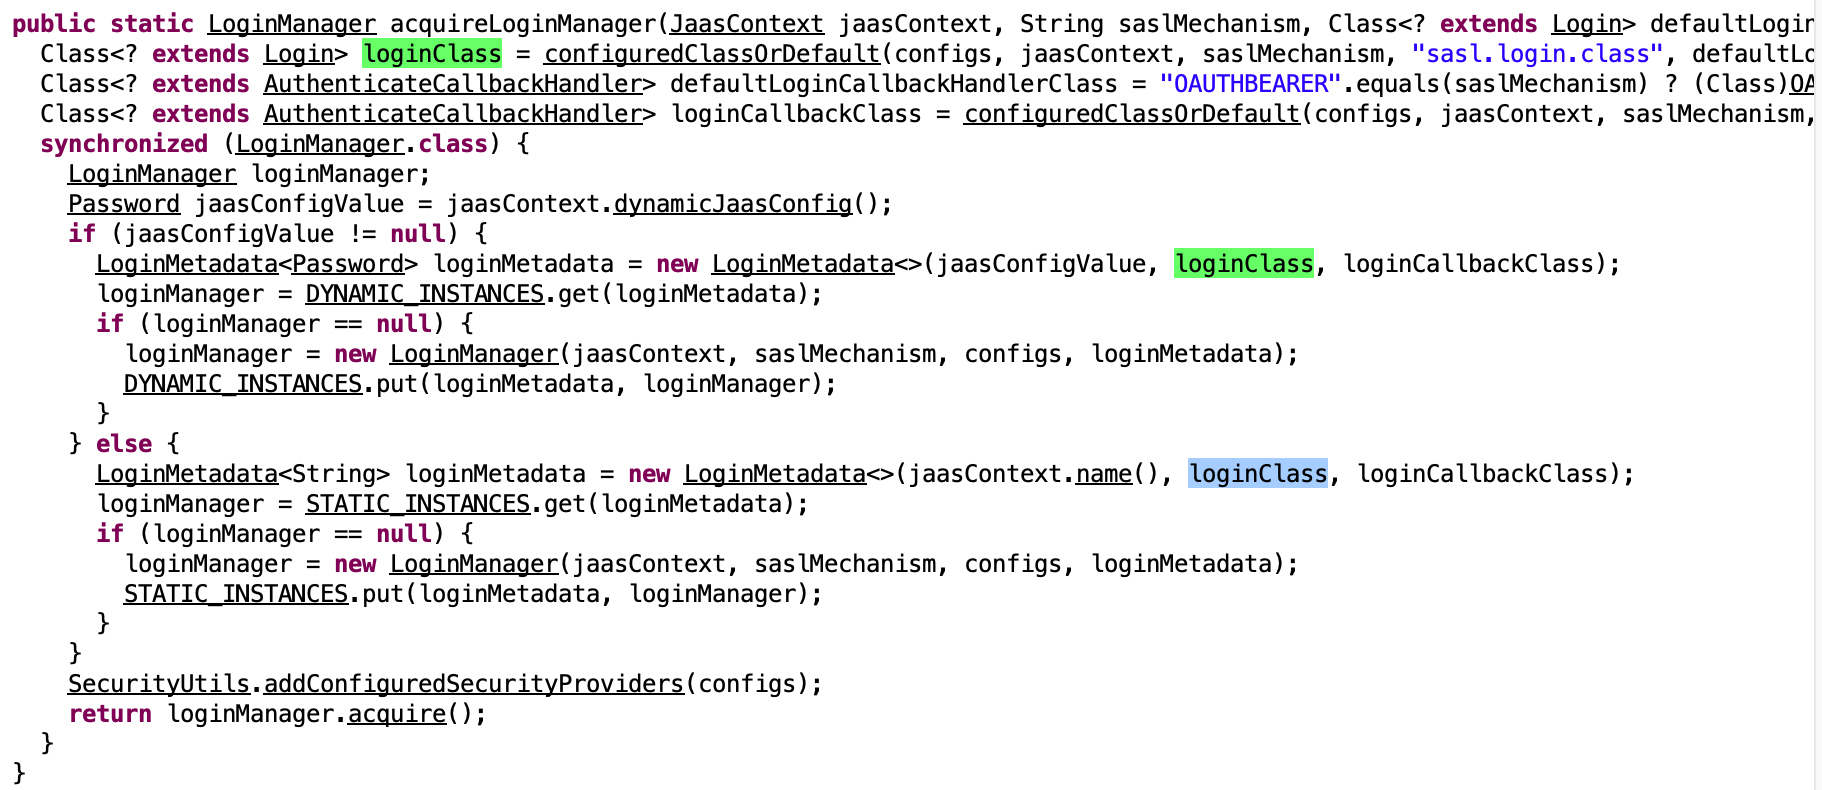 public static LoginManager acquireLoginManager(JaasContext jaasContext, String saslMechanism, Class<? extends Login> defaultLogin
  Class<? extends Login> loginClass = configuredClassOrDefault(configs, jaasContext, saslMechanism, "sasl.login.class", defaultLo
  Class<? extends AuthenticateCallbackHandler> defaultLoginCallbackHandlerClass = "OAUTHBEARER".equals(saslMechanism) ? (Class)OA
  Class<? extends AuthenticateCallbackHandler> loginCallbackClass = configuredClassOrDefault(configs, jaasContext, saslMechanism,
  synchronized (LoginManager.class) {
    LoginManager loginManager;
    Password jaasConfigValue = jaasContext.dynamicJaasConfig();
    if (jaasConfigValue != null) {
      LoginMetadata<Password> loginMetadata = new LoginMetadata<>(jaasConfigValue, loginClass, loginCallbackClass);
      loginManager = DYNAMIC_INSTANCES.get(loginMetadata);
      if (loginManager == null) {
        loginManager = new LoginManager(jaasContext, saslMechanism, configs, loginMetadata);
        DYNAMIC_INSTANCES.put(loginMetadata, loginManager);
      }
    } else {
      LoginMetadata<String> loginMetadata = new LoginMetadata<>(jaasContext.name(), loginClass, loginCallbackClass);
      loginManager = STATIC_INSTANCES.get(loginMetadata);
      if (loginManager == null) {
        loginManager = new LoginManager(jaasContext, saslMechanism, configs, loginMetadata);
        STATIC_INSTANCES.put(loginMetadata, loginManager);
      }
    }
    SecurityUtils.addConfiguredSecurityProviders(configs);
    return loginManager.acquire();
  }
}